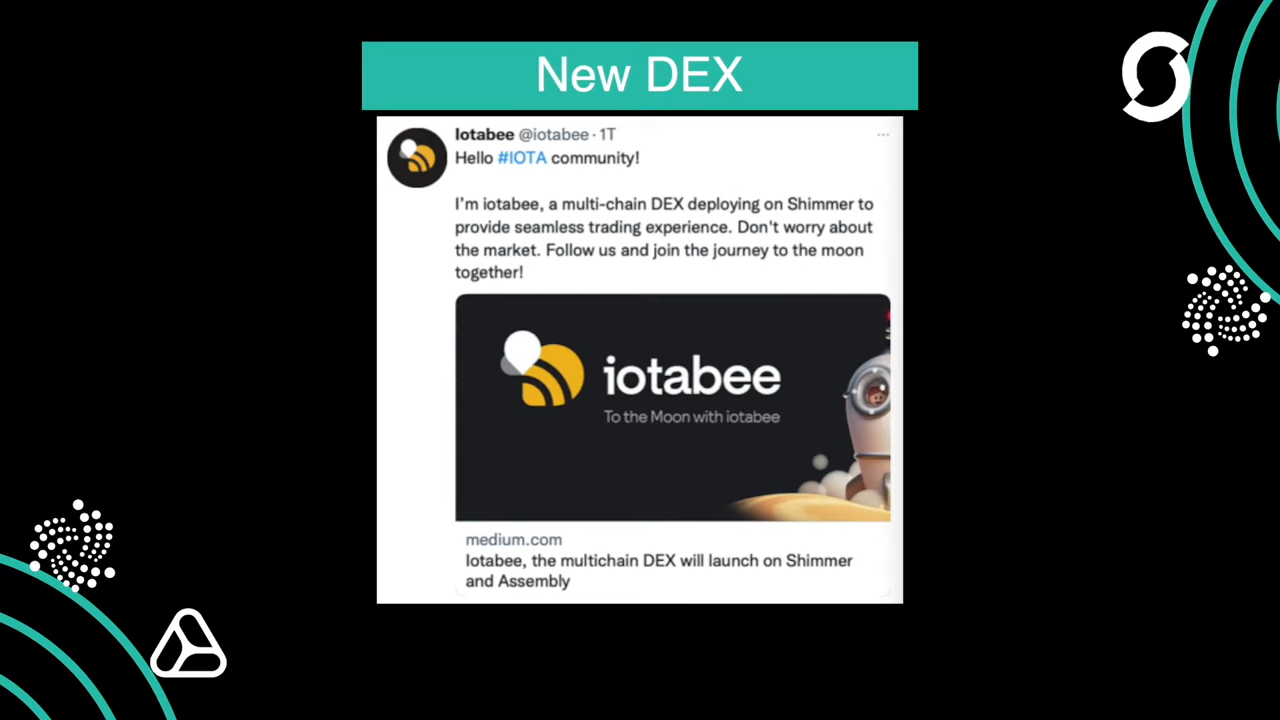 New DEX
Iotabee @iotabee · 1T
Hello #IOTA community!
I'm iotabee, a multi-chain DEX deploying on Shimmer to
provide seamless trading experience. Don't worry about
the market. Follow us and join the journey to the moon
together!
iotabee
To the Moon with iotabee
medium.com
Iotabee, the multichain DEX will launch on Shimmer
and Assembly